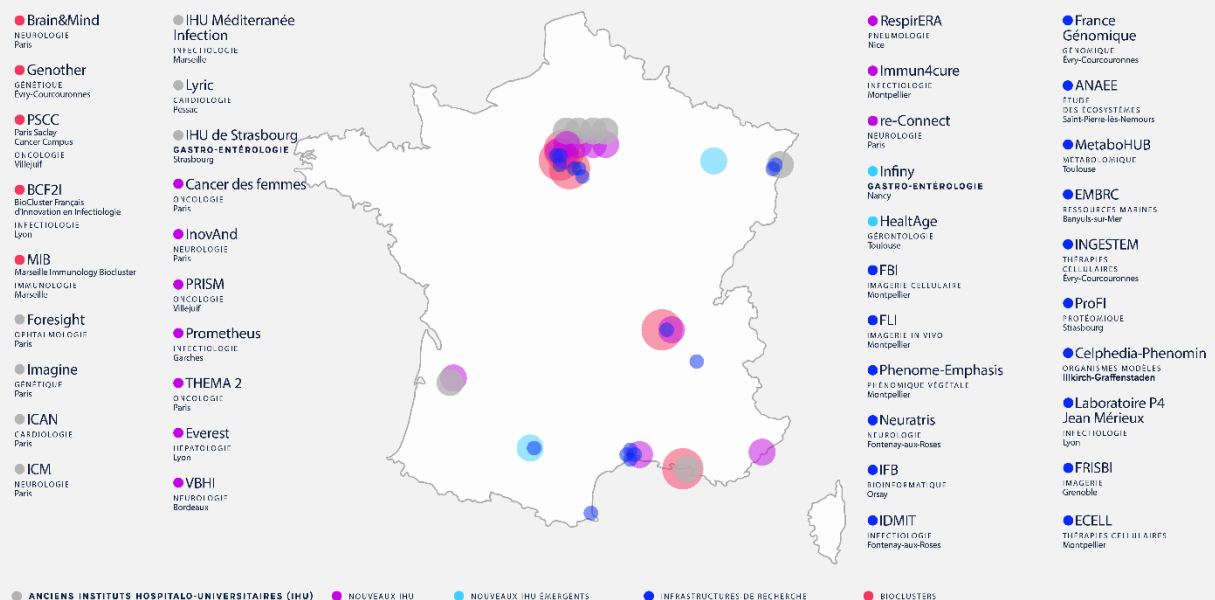 Brain&Mind
NEUROLOGIE
Paris
Genother
GÉNÉTIQUE
Évry-Courcouronnes
PSCC
Paris Saclay
Cancer Campus
ONCOLOGIE
Villejuif
BCF2I
BioCluster Français
d'Innovation en Infectiologie
INFECTIOLOGIE
Lyon
MIB
Marseille Immunology Biocluster
IMMUNOLOGIE
Marseille
Foresight
OPHTALMOLOGIE
Paris
Imagine
GÉNÉTIQUE
Paris
ICAN
CARDIOLOGIE
Paris
ICM
NEUROLOGIE
Paris
IHU Méditerranée
Infection
INFECTIOLOGIE
Marseille
Lyric
CARDIOLOGIE
Pessac
IHU de Strasbourg
GASTRO-ENTÉROLOGIE
Strasbourg
Cancer des femmes
ONCOLOGIE
Paris
InovAnd
NEUROLOGIE
Paris
PRISM
ONCOLOGIE
Villejuif
Prometheus
INFECTIOLOGIE
Garches
THEMA 2
ONCOLOGIE
Paris
Everest
HÉPATOLOGIE
Lyon
VBHI
NEUROLOGIE
Bordeaux
RespirERA
PNEUMOLOGIE
Nice
Immun4cure
INFECTIOLOGIE
Montpellier
re-Connect
NEUROLOGIE
Paris
Infiny
GASTRO-ENTÉROLOGIE
Nancy
HealtAge
GÉRONTOLOGIE
Toulouse
FBI
IMAGERIE CELLULAIRE
Montpellier
FLI
IMAGERIE IN VIVO
Montpellier
Phenome-Emphasis
PHÉNOMIQUE VÉGÉTALE
Montpellier
Neuratris
NEUROLOGIE
Fontenay-aux-Roses
IFB
BIOINFORMATIQUE
Orsay
IDMIT
INFECTIOLOGIE
Fontenay-aux-Roses
France
Génomique
GÉNOMIQUE
Évry-Courcouronnes
ANAEE
ÉTUDE
DES ÉCOSYSTÈMES
Saint-Pierre-lès-Nemours
MetaboHUB
MÉTABOLOMIQUE
Toulouse
EMBRC
RESSOURCES MARINES
Banyuls-sur-Mer
INGESTEM
THÉRAPIES
CELLULAIRES
Évry-Courcouronnes
ProFI
PROTÉOMIQUE
Strasbourg
Celphedia-Phenomin
ORGANISMES MODÈLES
Illkirch-Graffenstaden
Laboratoire P4
Jean Mérieux
INFECTIOLOGIE
Lyon
FRISBI
IMAGERIE
Grenoble
ECELL
THÉRAPIES CELLULAIRES
Montpellier
ANCIENS INSTITUTS HOSPITALO-UNIVERSITAIRES (IHU)
NOUVEAUX IHU
NOUVEAUX IHU ÉMERGENTS
INFRASTRUCTURES DE RECHERCHE
BIOCLUSTERS